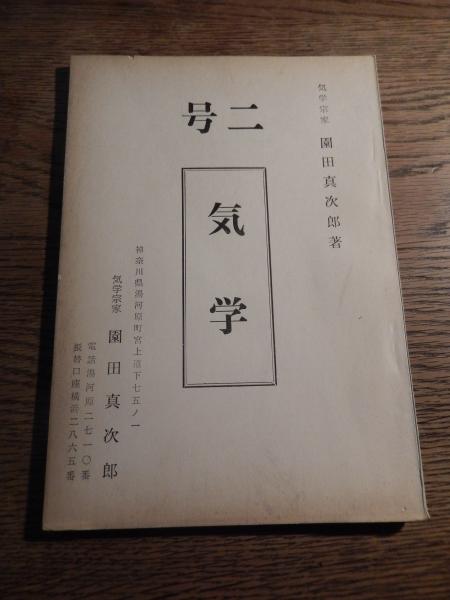 気学宗家 園田真次郎著
二号
気学
神奈川県湯河原町宮上道下七五ノ一
気学宗家 園田真次郎
電話湯河原二七一〇番
振替口座横浜二八六五番